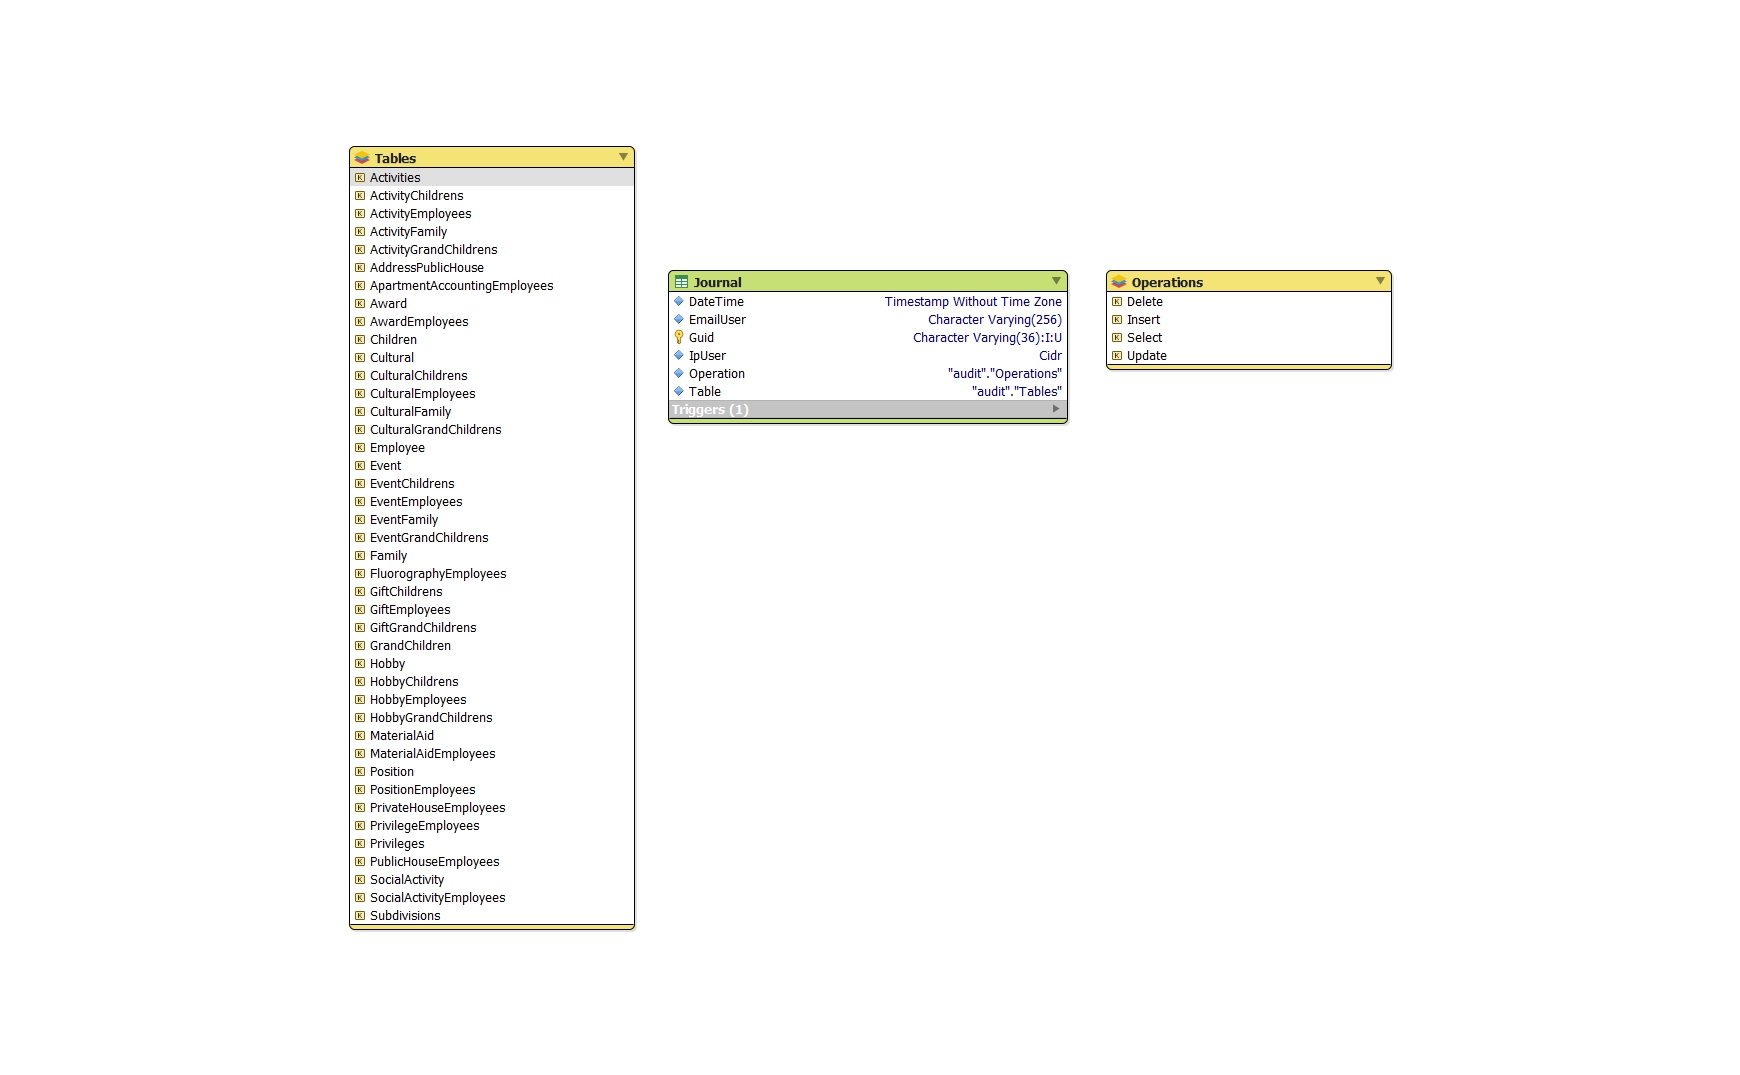 Tables
Activities
ActivityChildrens
ActivityEmployees
ActivityFamily
ActivityGrandChildrens
AddressPublicHouse
ApartmentAccountingEmployees
Award
AwardEmployees
Children
Cultural
CulturalChildrens
CulturalEmployees
CulturalFamily
CulturalGrandChildrens
Employee
Event
EventChildrens
EventEmployees
EventFamily
EventGrandChildrens
Family
FluorographyEmployees
GiftChildrens
GiftEmployees
GiftGrandChildrens
GrandChildren
Hobby
HobbyChildrens
HobbyEmployees
HobbyGrandChildrens
MaterialAid
MaterialAidEmployees
Position
PositionEmployees
PrivateHouseEmployees
PrivilegeEmployees
Privileges
PublicHouseEmployees
SocialActivity
SocialActivityEmployees
Subdivisions
Journal
DateTime Timestamp Without Time Zone
EmailUser Character Varying(256)
Guid Character Varying(36):I:U
IpUser Cidr
Operation "audit"."Operations"
Table "audit"."Tables"
Triggers (1)
Operations
Delete
Insert
Select
Update